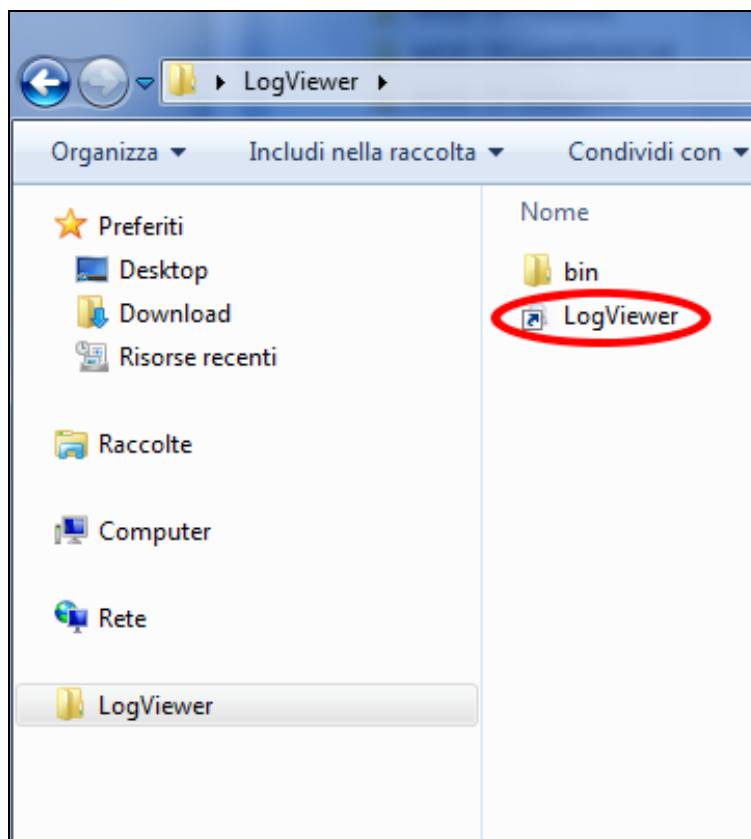 LogViewer
Organizza Includi nella raccolta Condividi con
Preferiti
Desktop
Download
Risorse recenti
Raccolte
Computer
Rete
LogViewer
Nome
bin
LogViewer